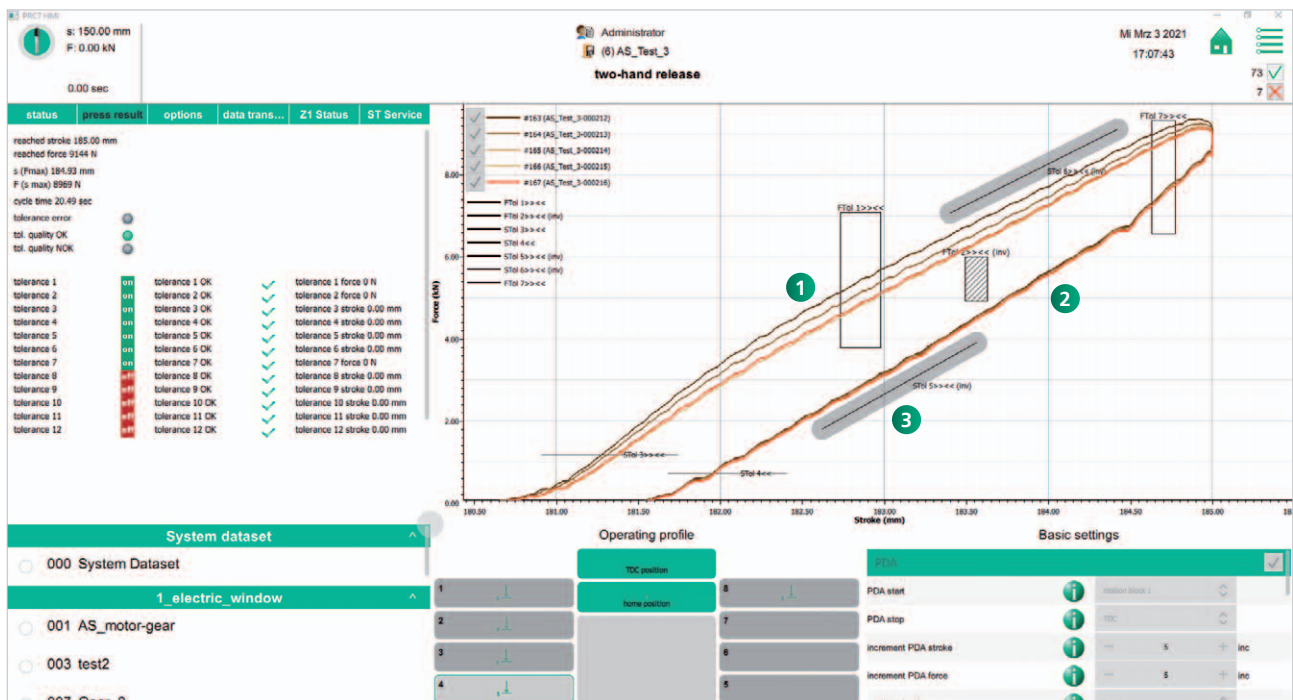 PRC7 HMI
s: 150.00 mm
F: 0.00 kN
0.00 sec
Administrator
(6) AS_Test_3
two-hand release
Mi Mrz 3 2021
17:07:43
73
7
status press result options data trans... Z1 Status ST Service
reached stroke 185.00 mm
reached force 9144 N
s (Fmax) 184.93 mm
F (s max) 8969 N
cycle time 20.49 sec
tolerance error
tol. quality OK
tol. quality NOK
tolerance 1 on tolerance 1 OK tolerance 1 force 0 N
tolerance 2 on tolerance 2 OK tolerance 2 force 0 N
tolerance 3 on tolerance 3 OK tolerance 3 stroke 0.00 mm
tolerance 4 on tolerance 4 OK tolerance 4 stroke 0.00 mm
tolerance 5 on tolerance 5 OK tolerance 5 stroke 0.00 mm
tolerance 6 on tolerance 6 OK tolerance 6 stroke 0.00 mm
tolerance 7 on tolerance 7 OK tolerance 7 force 0 N
tolerance 8 off tolerance 8 OK tolerance 8 stroke 0.00 mm
tolerance 9 off tolerance 9 OK tolerance 9 stroke 0.00 mm
tolerance 10 off tolerance 10 OK tolerance 10 stroke 0.00 mm
tolerance 11 off tolerance 11 OK tolerance 11 stroke 0.00 mm
tolerance 12 off tolerance 12 OK tolerance 12 stroke 0.00 mm
#163 (AS_Test_3-000212)
#164 (AS_Test_3-000213)
#165 (AS_Test_3-000214)
#166 (AS_Test_3-000215)
#167 (AS_Test_3-000216)
FTol 1>><<
FTol 2>><< (inv)
STol 3>><<
STol 4<<
STol 5>><< (inv)
STol 6>><< (inv)
FTol 7>><<
FTol 7>><<
STol 6>><< (inv)
FTol 1>><<
FTol 2>><< (inv)
1
2
STol 5>><< (inv)
3
STol 3>><<
STol 4<<
Force (kN)
8.00
6.00
4.00
2.00
0.00
180.50 181.00 181.50 182.00 182.50 183.00 183.50 184.00 184.50 185.00 18
Stroke (mm)
System dataset
000 System Dataset
1_electric_window
001 AS_motor-gear
003 test2
Operating profile
TDC position
home position
1
2
3
4
8
7
6
5
Basic settings
PDA
PDA start motion block 1
PDA stop TDC
increment PDA stroke - 5 + inc
increment PDA force - 5 + inc